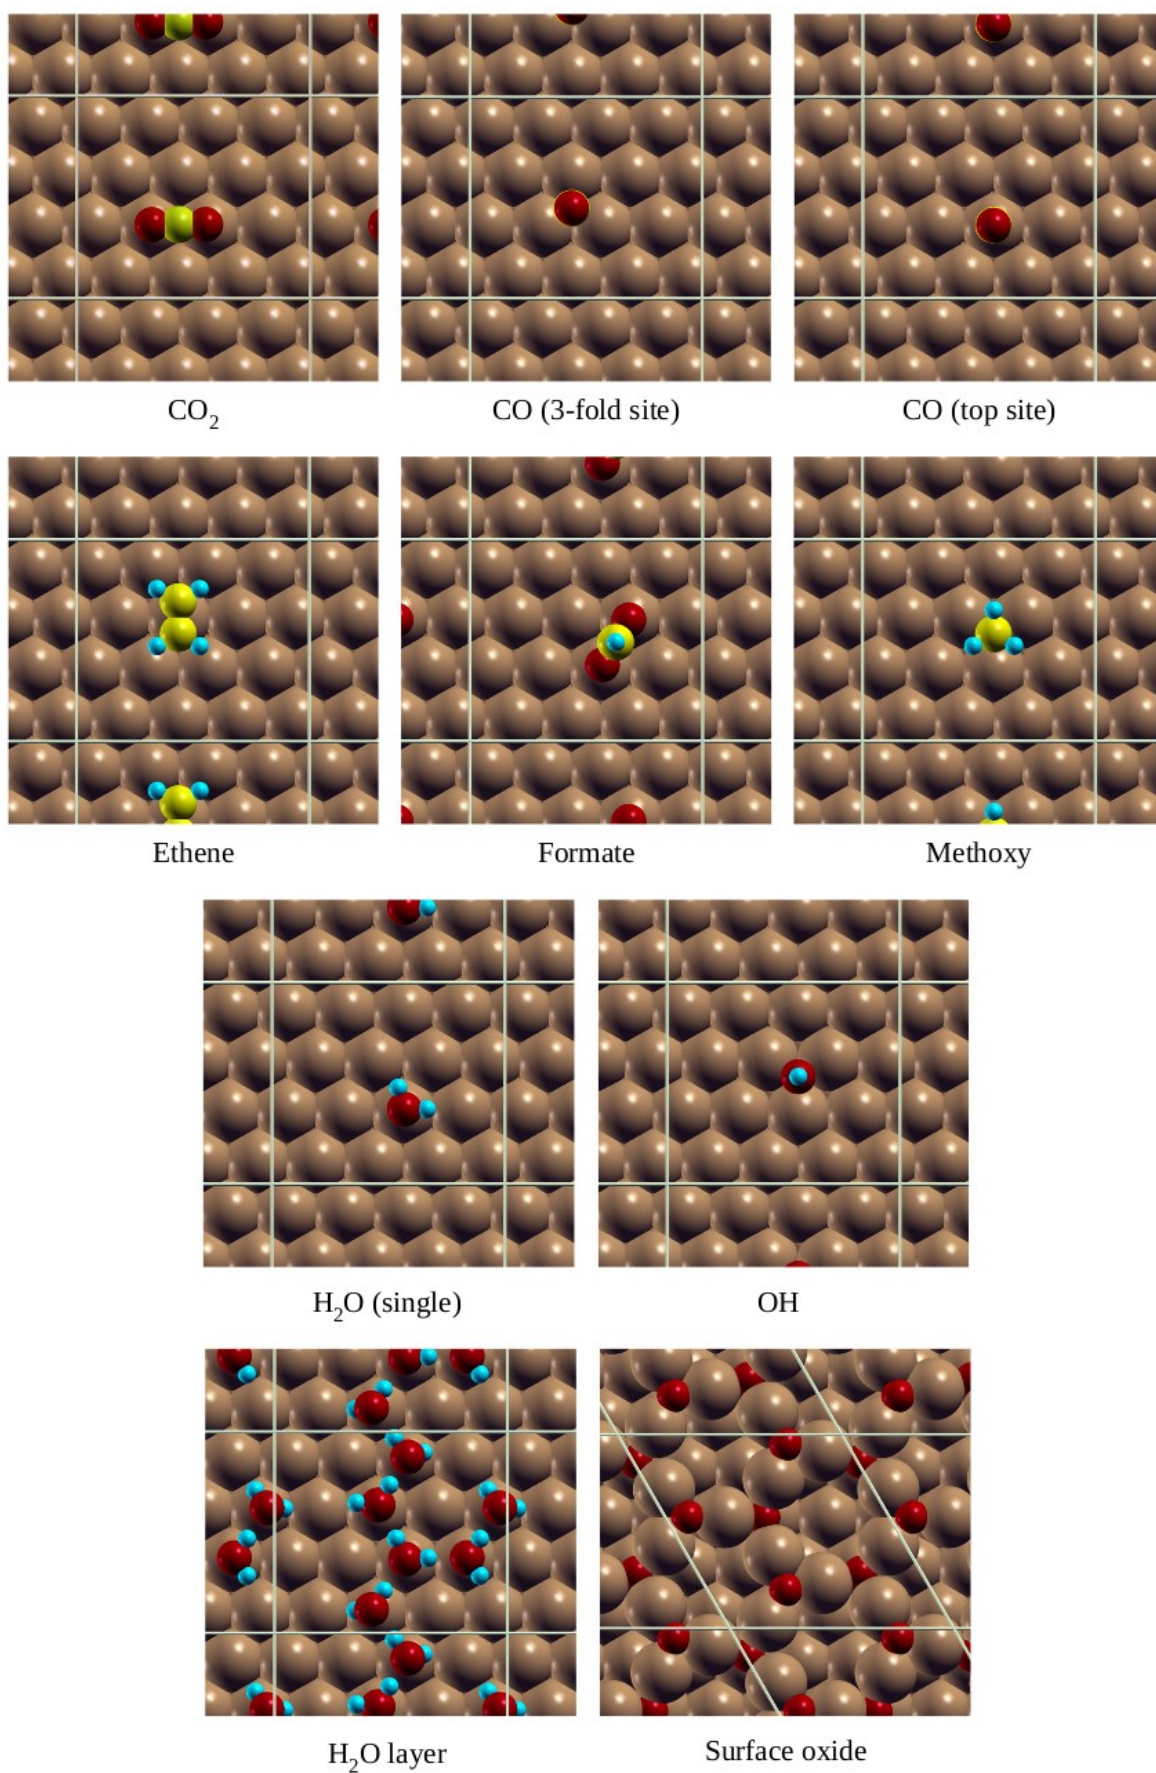 CO₂
CO (3-fold site)
CO (top site)
Ethene
Formate
Methoxy
H₂O (single)
OH
H₂O layer
Surface oxide